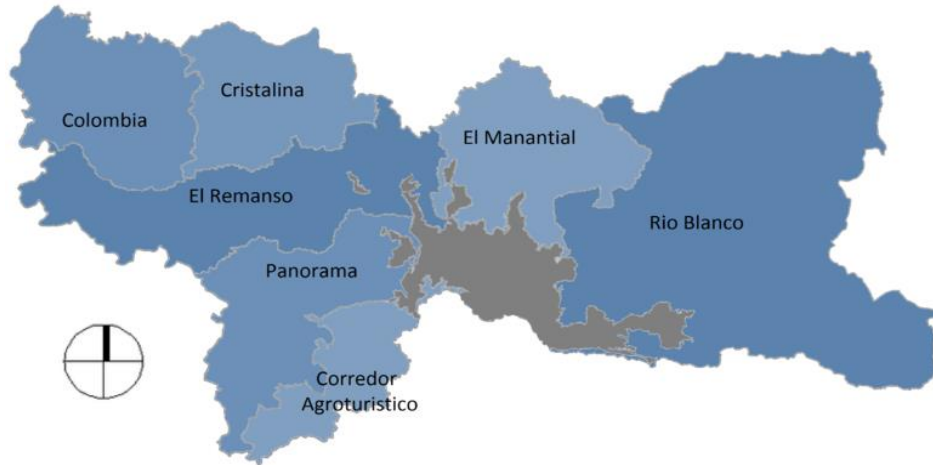 Cristalina
Colombia
El Manantial
El Remanso
Rio Blanco
Panorama
Corredor
Agroturistico